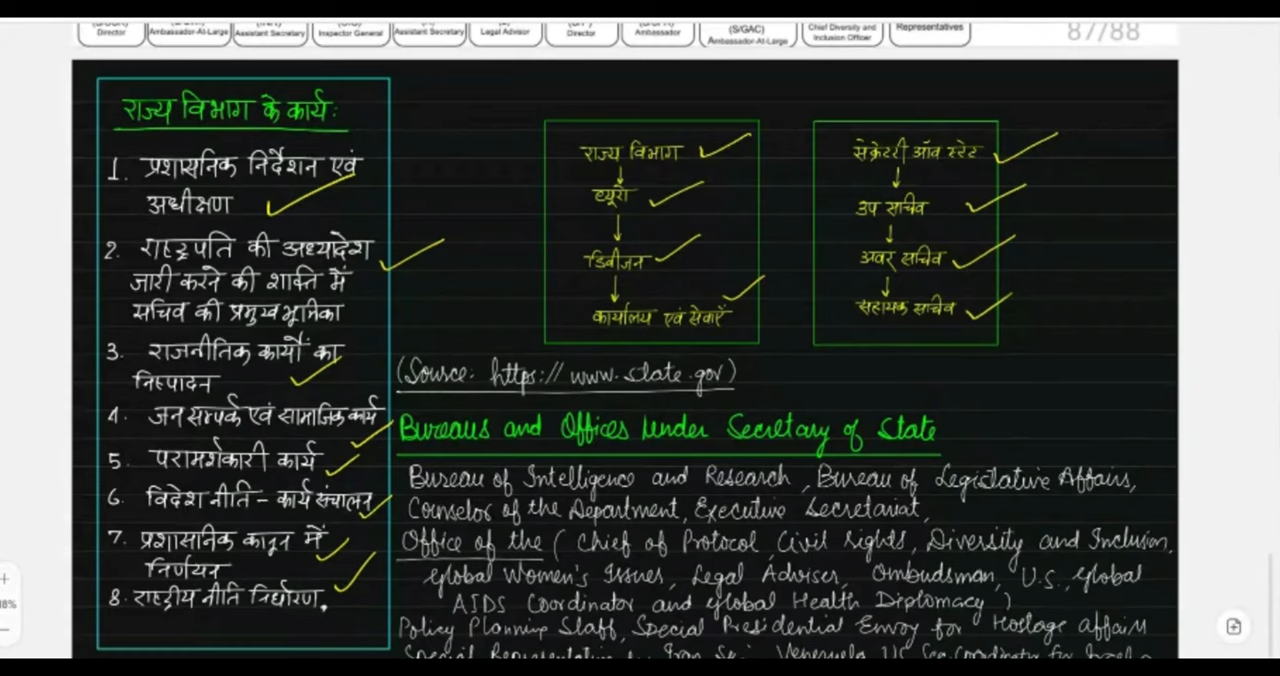 Director
Ambassador-At-Large
Assistant Secretary
Inspector General
Assistant Secretary
Legal Advisor
Director
Ambassador
(S/GAC)
Ambassador-At-Large
Chief Diversity and
Inclusion Officer
Representatives
87/88
राज्य विभाग के कार्य:
1. प्रशासनिक निर्देशन एवं
अधीक्षण
2. राष्ट्रपति की अध्यादेश
जारी करने की शक्ति में
सचिव की प्रमुख भूमिका
3. राजनीतिक कार्यों का
निष्पादन
4. जन सम्पर्क एवं सामाजिक कार्य
5. परामर्शकारी कार्य
6. विदेश नीति - कार्य संचालन
7. प्रशासनिक कानून में
निर्णयन
8. राष्ट्रीय नीति निर्धारण.
राज्य विभाग
ब्यूरो
डिवीजन
कार्यालय एवं सेवाएँ
सेक्रेटरी ऑव स्टेट
उप सचिव
अवर सचिव
सहायक सचिव
(Source: https://www.state.gov)
Bureaus and Offices under Secretary of State
Bureau of Intelligence and Research, Bureau of Legislative Affairs,
Counselor of the Department, Executive Secretariat,
Office of the (Chief of Protocol, Civil Rights, Diversity and Inclusion,
Global Women's Issues, Legal Adviser, Ombudsman, U.S. Global
AIDS Coordinator and Global Health Diplomacy)
Policy Planning Staff, Special Presidential Envoy for Hostage affairs
+
8%